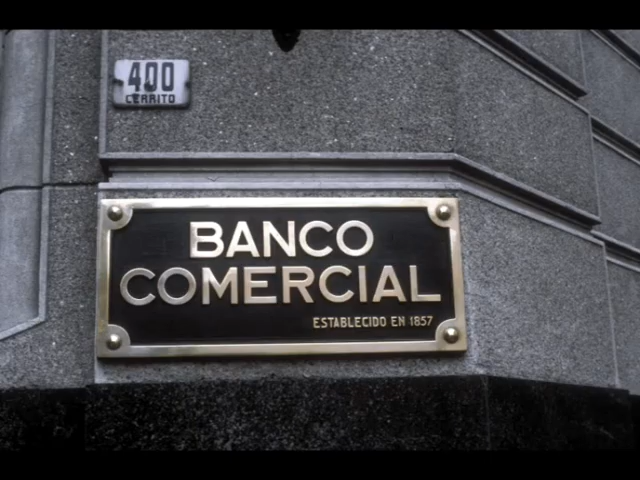 400
CERRITO
BANCO
COMERCIAL
ESTABLECIDO EN 1857